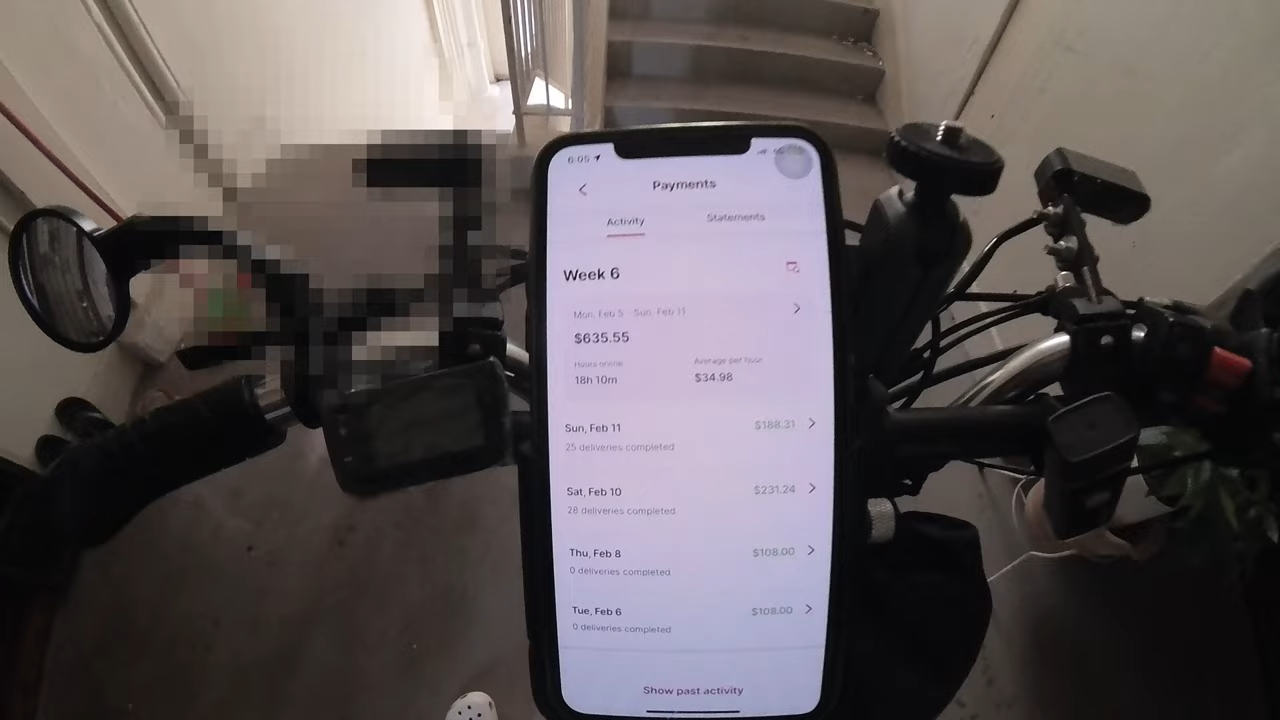 6:05
Payments
Activity
Statements
Week 6
Mon, Feb 5 - Sun, Feb 11
$635.55
Hours online
Average per hour
18h 10m
$34.98
Sun, Feb 11
$188.31
25 deliveries completed
Sat, Feb 10
$231.24
28 deliveries completed
Thu, Feb 8
$108.00
0 deliveries completed
Tue, Feb 6
$108.00
0 deliveries completed
Show past activity